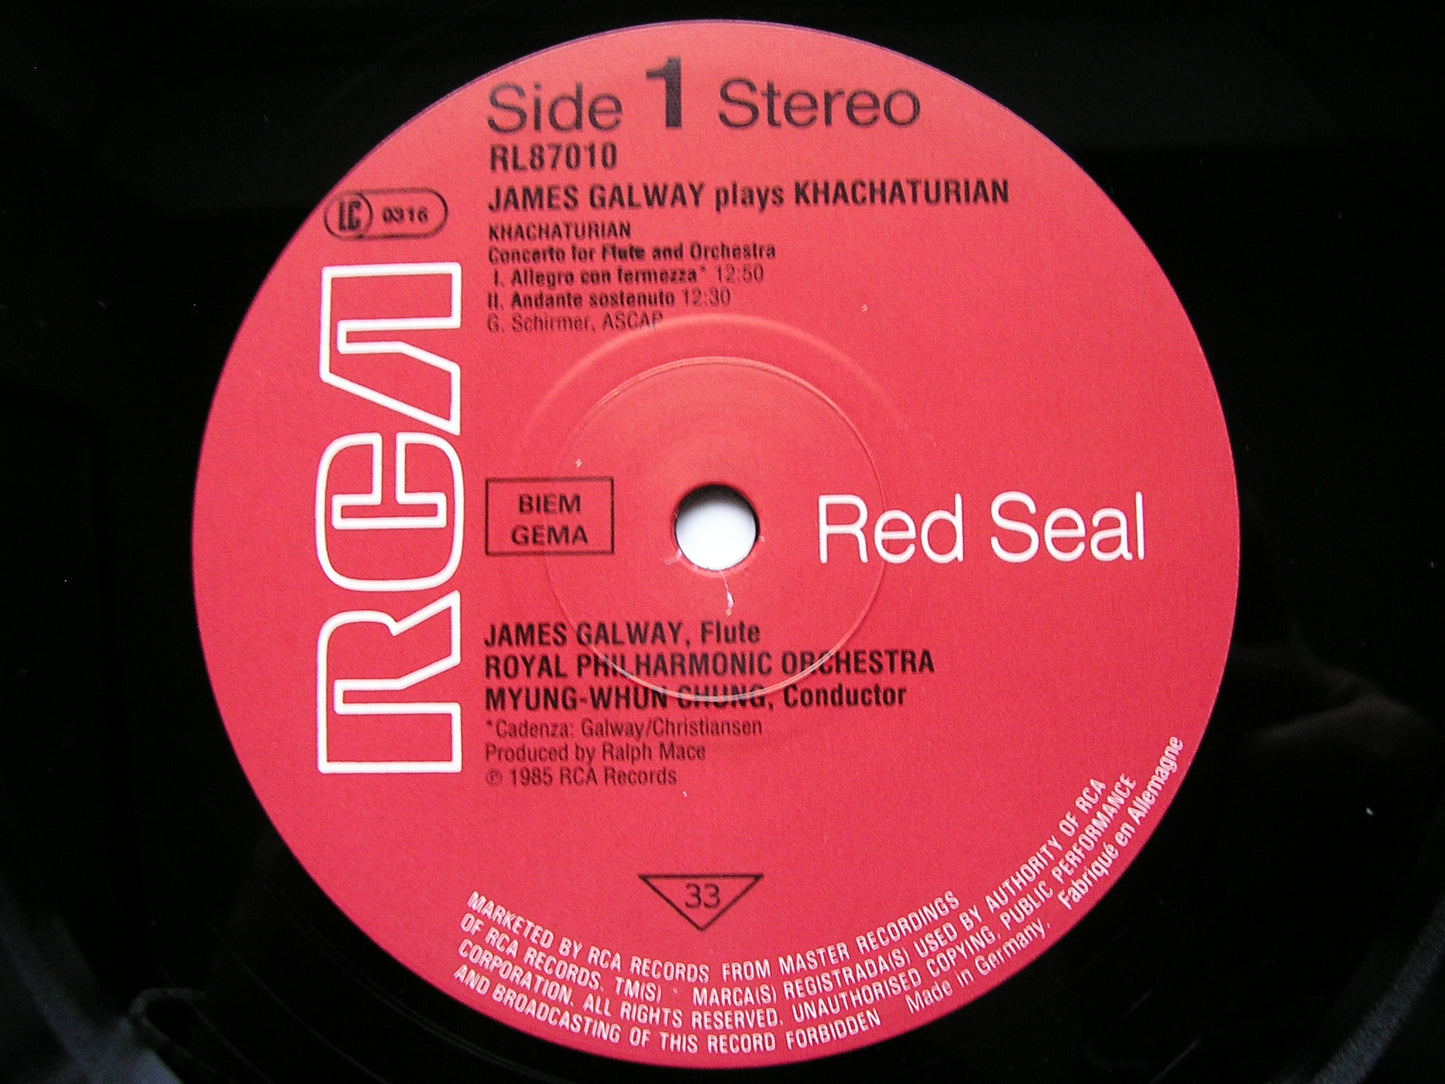 Side 1 Stereo
RL87010
JAMES GALWAY plays KHACHATURIAN
LC 0316
KHACHATURIAN
Concerto for Flute and Orchestra
I. Allegro con fermezza* 12:50
II. Andante sostenuto 12:30
G. Schirmer, ASCAP
RCA
BIEM
GEMA
Red Seal
JAMES GALWAY, Flute
ROYAL PHILHARMONIC ORCHESTRA
MYUNG-WHUN CHUNG, Conductor
*Cadenza: Galway/Christiansen
Produced by Ralph Mace
℗ 1985 RCA Records
33
MARKETED BY RCA RECORDS FROM MASTER RECORDINGS
OF RCA RECORDS. TM(S) · MARCA(S) REGISTRADA(S) USED BY AUTHORITY OF RCA
CORPORATION. ALL RIGHTS RESERVED. UNAUTHORISED COPYING, PUBLIC PERFORMANCE
AND BROADCASTING OF THIS RECORD FORBIDDEN Made in Germany. Fabriqué en Allemagne